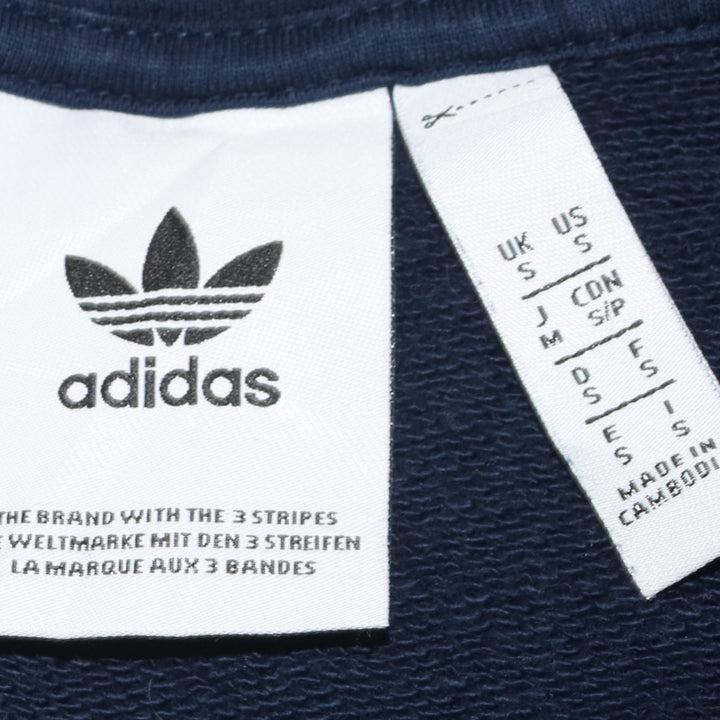 adidas
THE BRAND WITH THE 3 STRIPES
WELTMARKE MIT DEN 3 STREIFEN
LA MARQUE AUX 3 BANDES
UK US
S S
J CDN
M S/P
D F
S S
E I
S S
MADE IN
CAMBODI